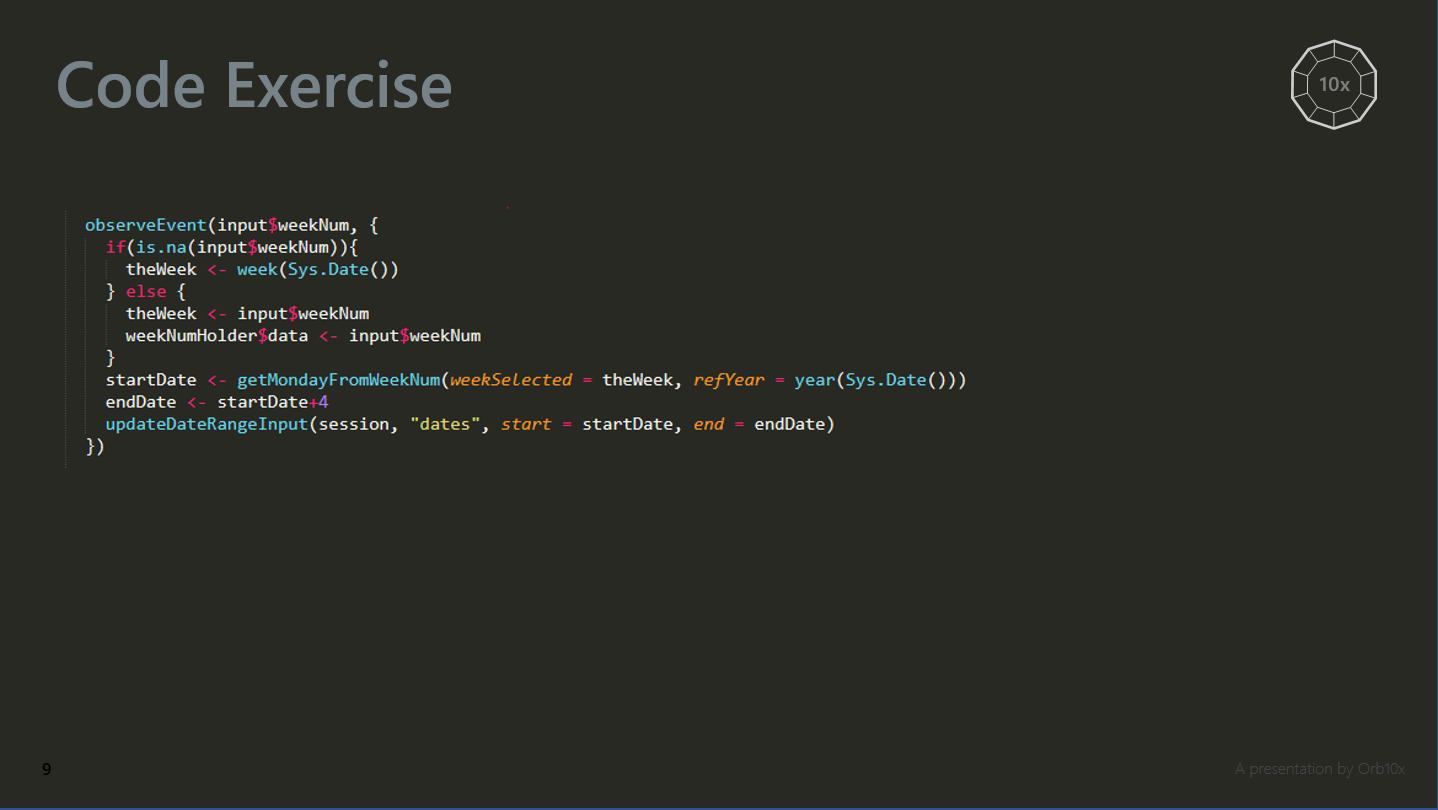 Code Exercise
10x
observeEvent(input$weekNum, {
  if(is.na(input$weekNum)){
    theWeek <- week(Sys.Date())
  } else {
    theWeek <- input$weekNum
    weekNumHolder$data <- input$weekNum
  }
  startDate <- getMondayFromWeekNum(weekSelected = theWeek, refYear = year(Sys.Date()))
  endDate <- startDate+4
  updateDateRangeInput(session, "dates", start = startDate, end = endDate)
})
9
A presentation by Orb10x